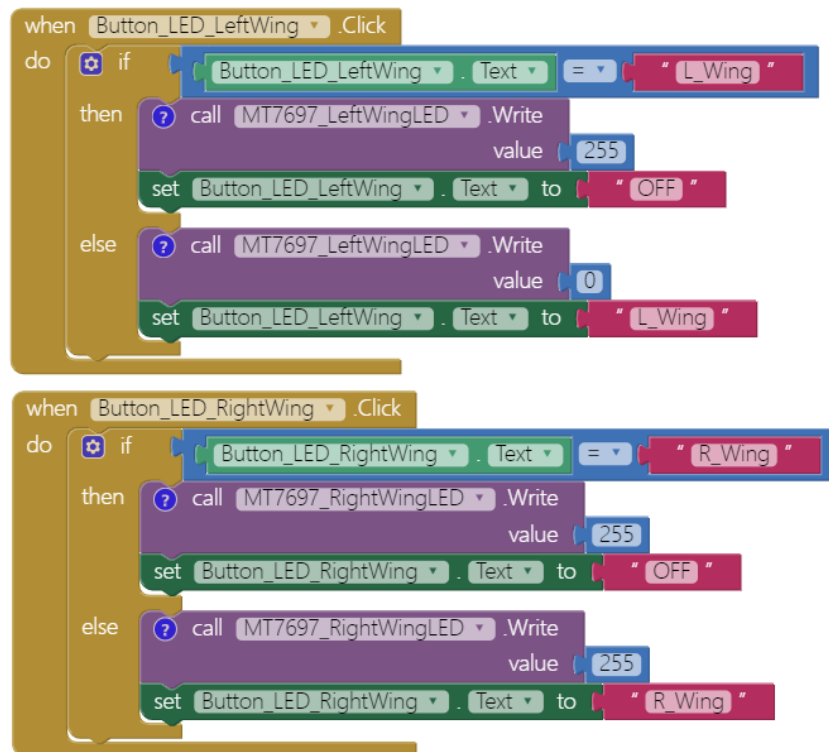 when Button_LED_LeftWing .Click
do if Button_LED_LeftWing . Text = " L_Wing "
then ? call MT7697_LeftWingLED .Write
value 255
set Button_LED_LeftWing . Text to " OFF "
else ? call MT7697_LeftWingLED .Write
value 0
set Button_LED_LeftWing . Text to " L_Wing "
when Button_LED_RightWing .Click
do if Button_LED_RightWing . Text = " R_Wing "
then ? call MT7697_RightWingLED .Write
value 255
set Button_LED_RightWing . Text to " OFF "
else ? call MT7697_RightWingLED .Write
value 255
set Button_LED_RightWing . Text to " R_Wing "